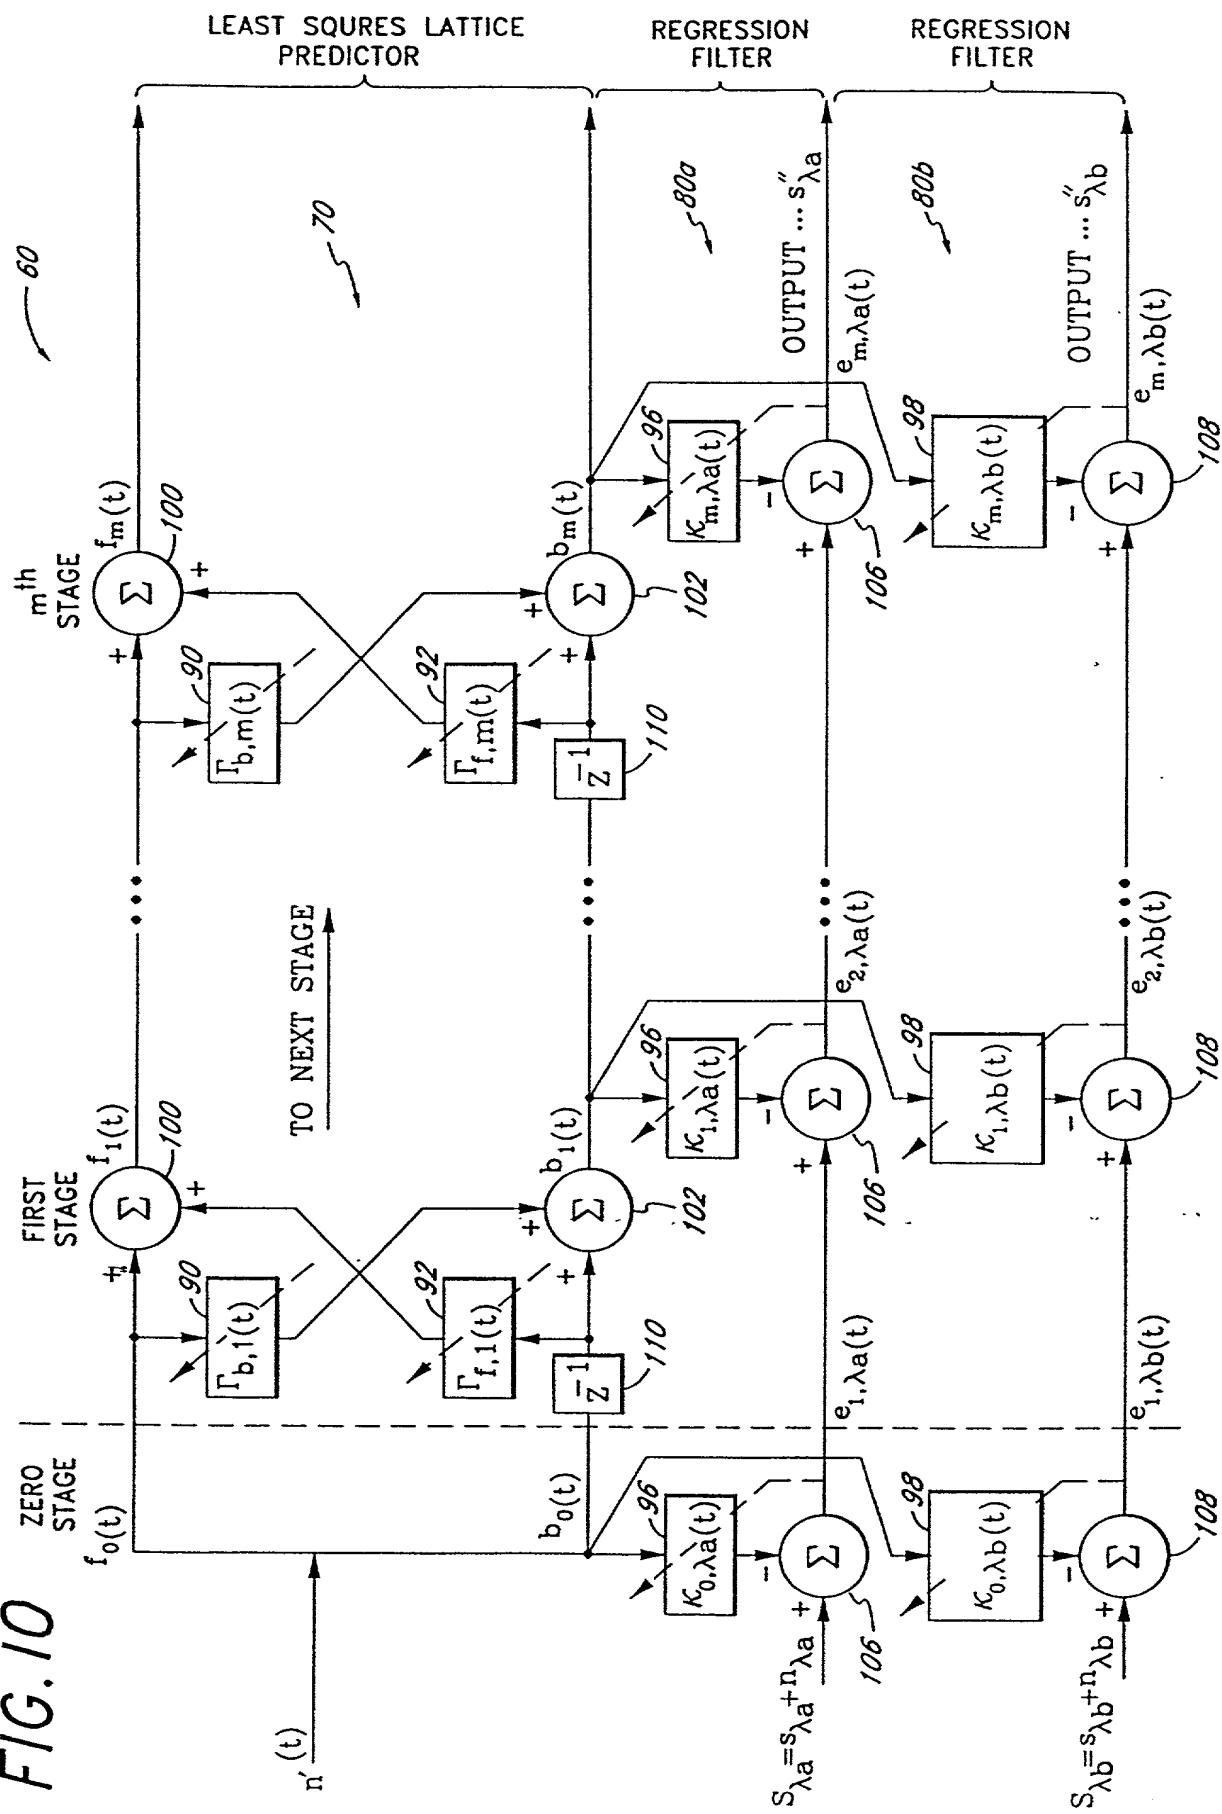 FIG. 10
60
70
80a
80b
ZERO
STAGE
FIRST
STAGE
mth
STAGE
LEAST SQURES LATTICE
PREDICTOR
REGRESSION
FILTER
REGRESSION
FILTER
f0(t)
+
f1(t)
100
Σ
+
+
fm(t)
100
Σ
+
90
Γb,1(t)
90
Γb,m(t)
n′(t)
TO NEXT STAGE
92
Γf,1(t)
92
Γf,m(t)
b0(t)
z−1
110
+
+
Σ
102
b1(t)
z−1
110
+
+
Σ
102
bm(t)
96
κ0,λa(t)
96
κ1,λa(t)
96
κm,λa(t)
Sλa=sλa+nλa
+
−
Σ
106
e1,λa(t)
+
−
Σ
106
e2,λa(t)
+
−
Σ
106
em,λa(t)
OUTPUT ... s″λa
98
κ0,λb(t)
98
κ1,λb(t)
98
κm,λb(t)
Sλb=sλb+nλb
+
−
Σ
108
e1,λb(t)
+
−
Σ
108
e2,λb(t)
+
−
Σ
108
em,λb(t)
OUTPUT ... s″λb